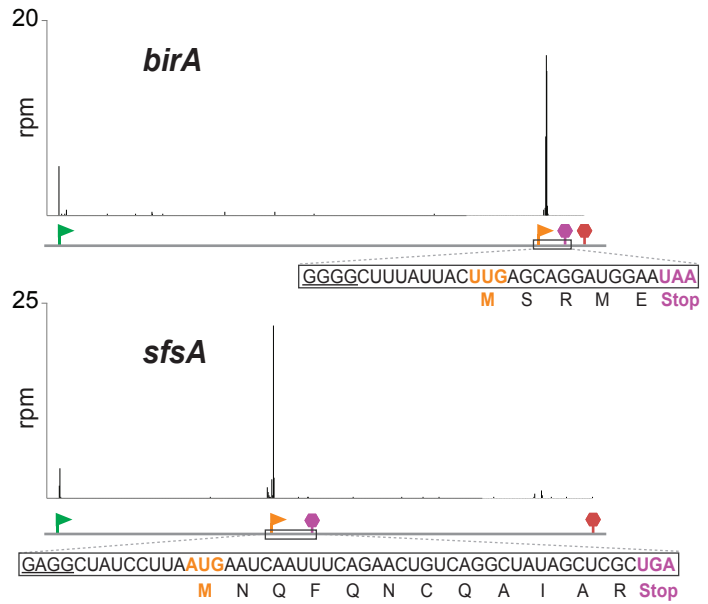 20
birA
rpm
GGGGCUUUAUUACUUGAGCAGGAUGGAAUAA
M S R M E Stop
25
sfsA
rpm
GAGGCUAUCCUUAAUGAAUCAAUUUCAGAACUGUCAGGCUAUAGCUCGCUGA
M N Q F Q N C Q A I A R Stop